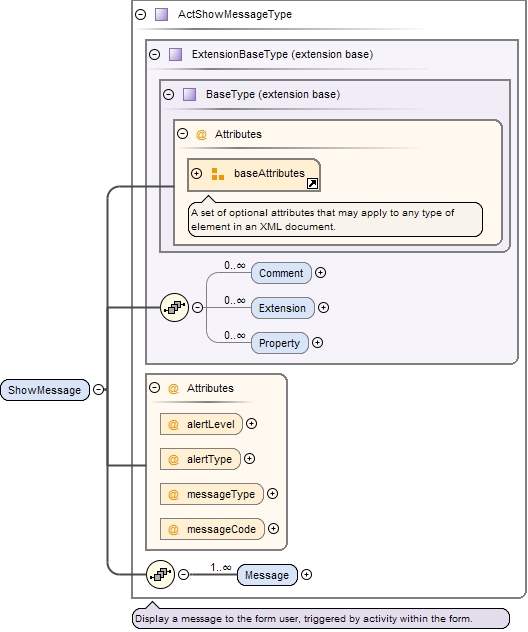 ActShowMessageType
ExtensionBaseType (extension base)
BaseType (extension base)
@ Attributes
baseAttributes
A set of optional attributes that may apply to any type of
element in an XML document.
0..∞
Comment
0..∞
Extension
0..∞
Property
ShowMessage
@ Attributes
@ alertLevel
@ alertType
@ messageType
@ messageCode
1..∞
Message
Display a message to the form user, triggered by activity within the form.